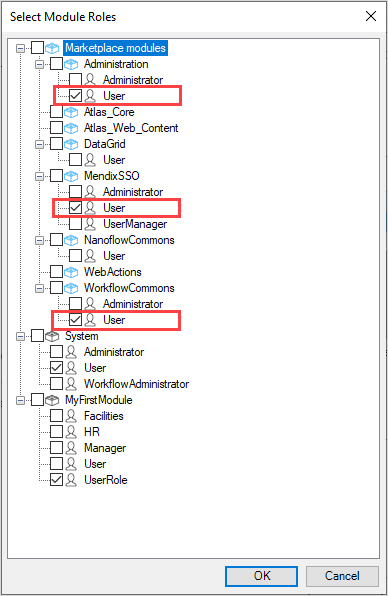 Select Module Roles
Marketplace modules
Administration
Administrator
User
Atlas_Core
Atlas_Web_Content
DataGrid
User
MendixSSO
Administrator
User
UserManager
NanoflowCommons
User
WebActions
WorkflowCommons
Administrator
User
System
Administrator
User
WorkflowAdministrator
MyFirstModule
Facilities
HR
Manager
User
UserRole
OK Cancel